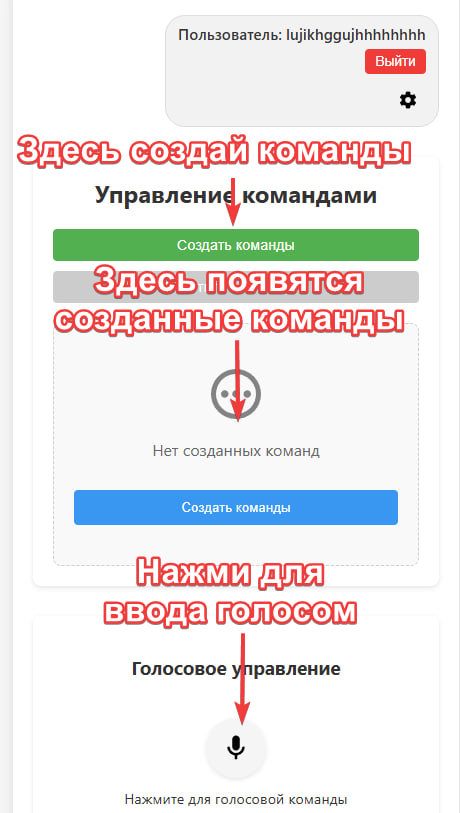 Пользователь: lujikhggujhhhhhhhh
Выйти
Здесь создай команды
Управление командами
Создать команды
Здесь появятся
созданные команды
Нет созданных команд
Создать команды
Нажми для
ввода голосом
Голосовое управление
Нажмите для голосовой команды